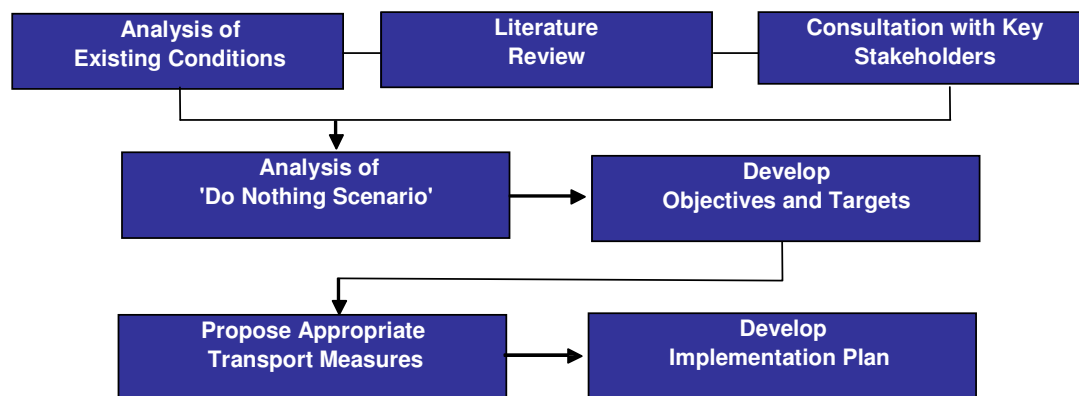 Analysis of
Existing Conditions
Literature
Review
Consultation with Key
Stakeholders
Analysis of
'Do Nothing Scenario'
Develop
Objectives and Targets
Propose Appropriate
Transport Measures
Develop
Implementation Plan